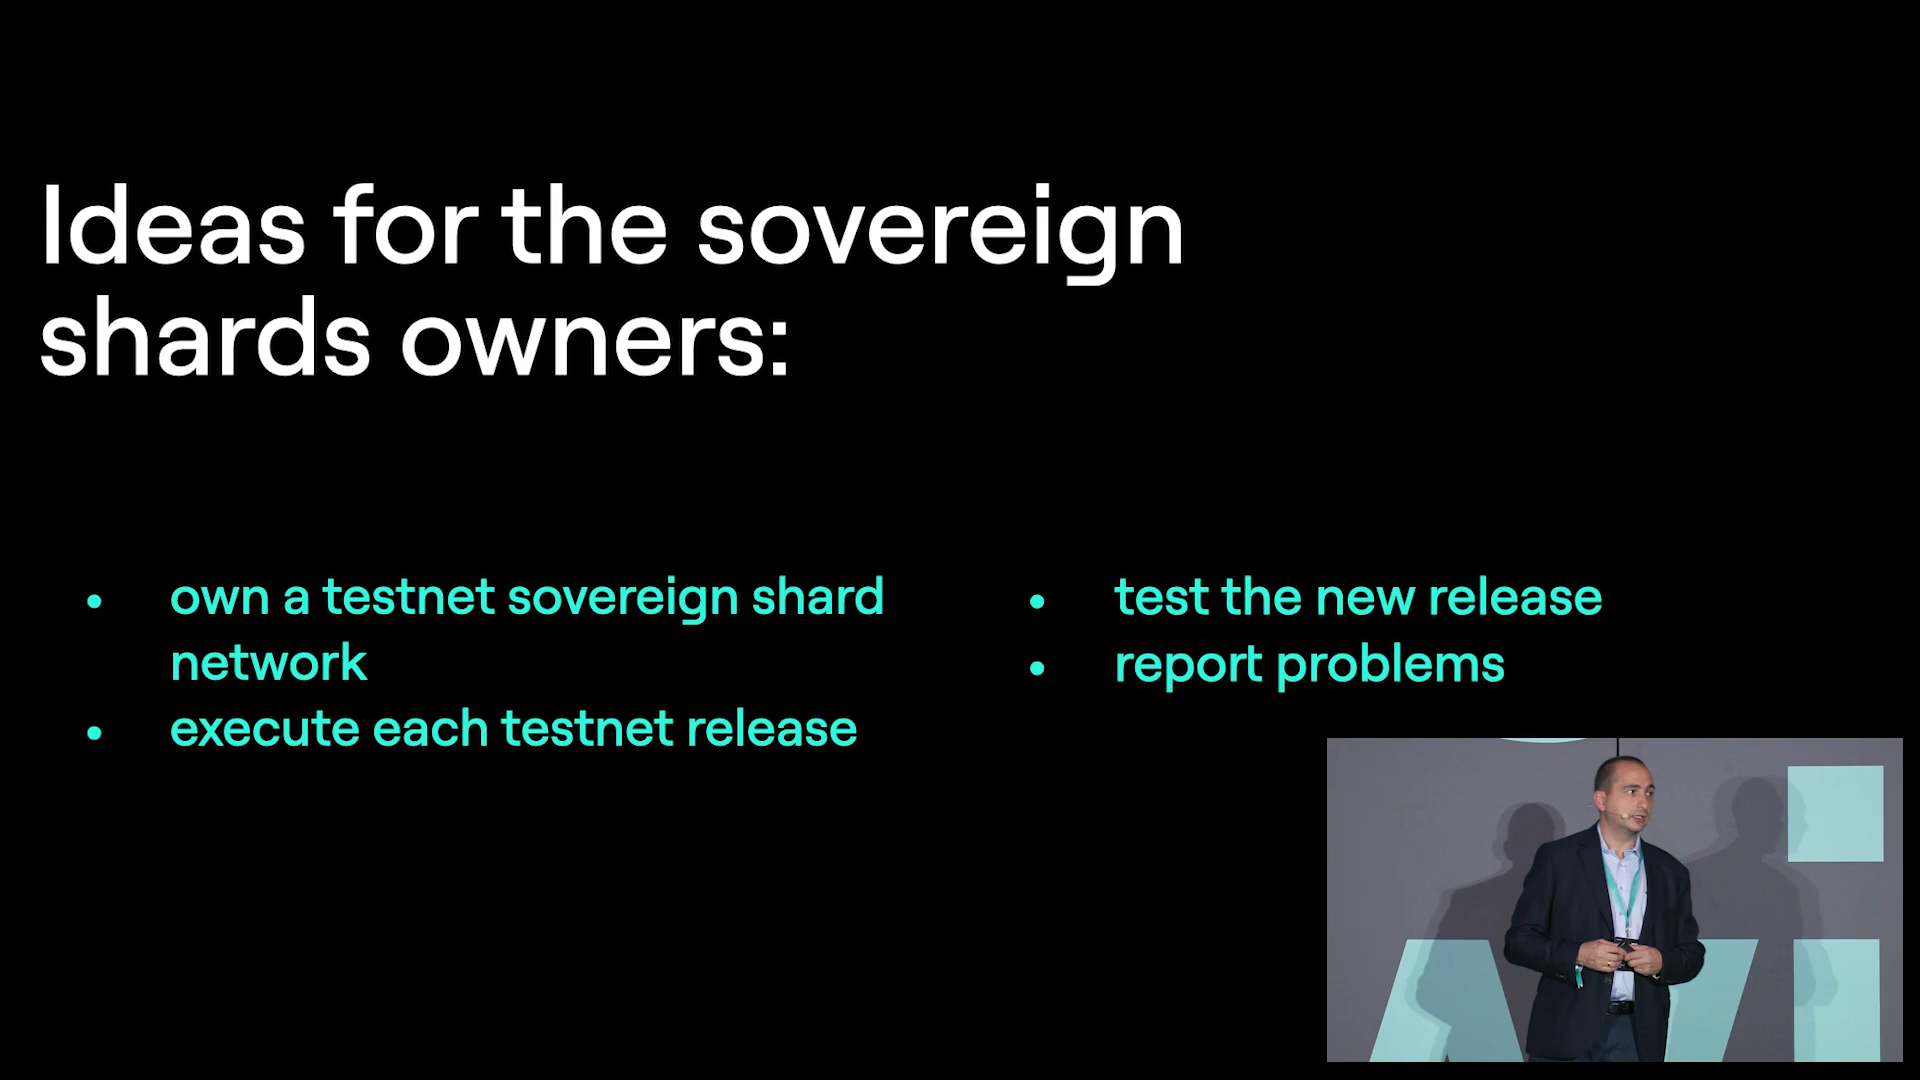 Ideas for the sovereign
shards owners:
• own a testnet sovereign shard
network
• execute each testnet release
• test the new release
• report problems